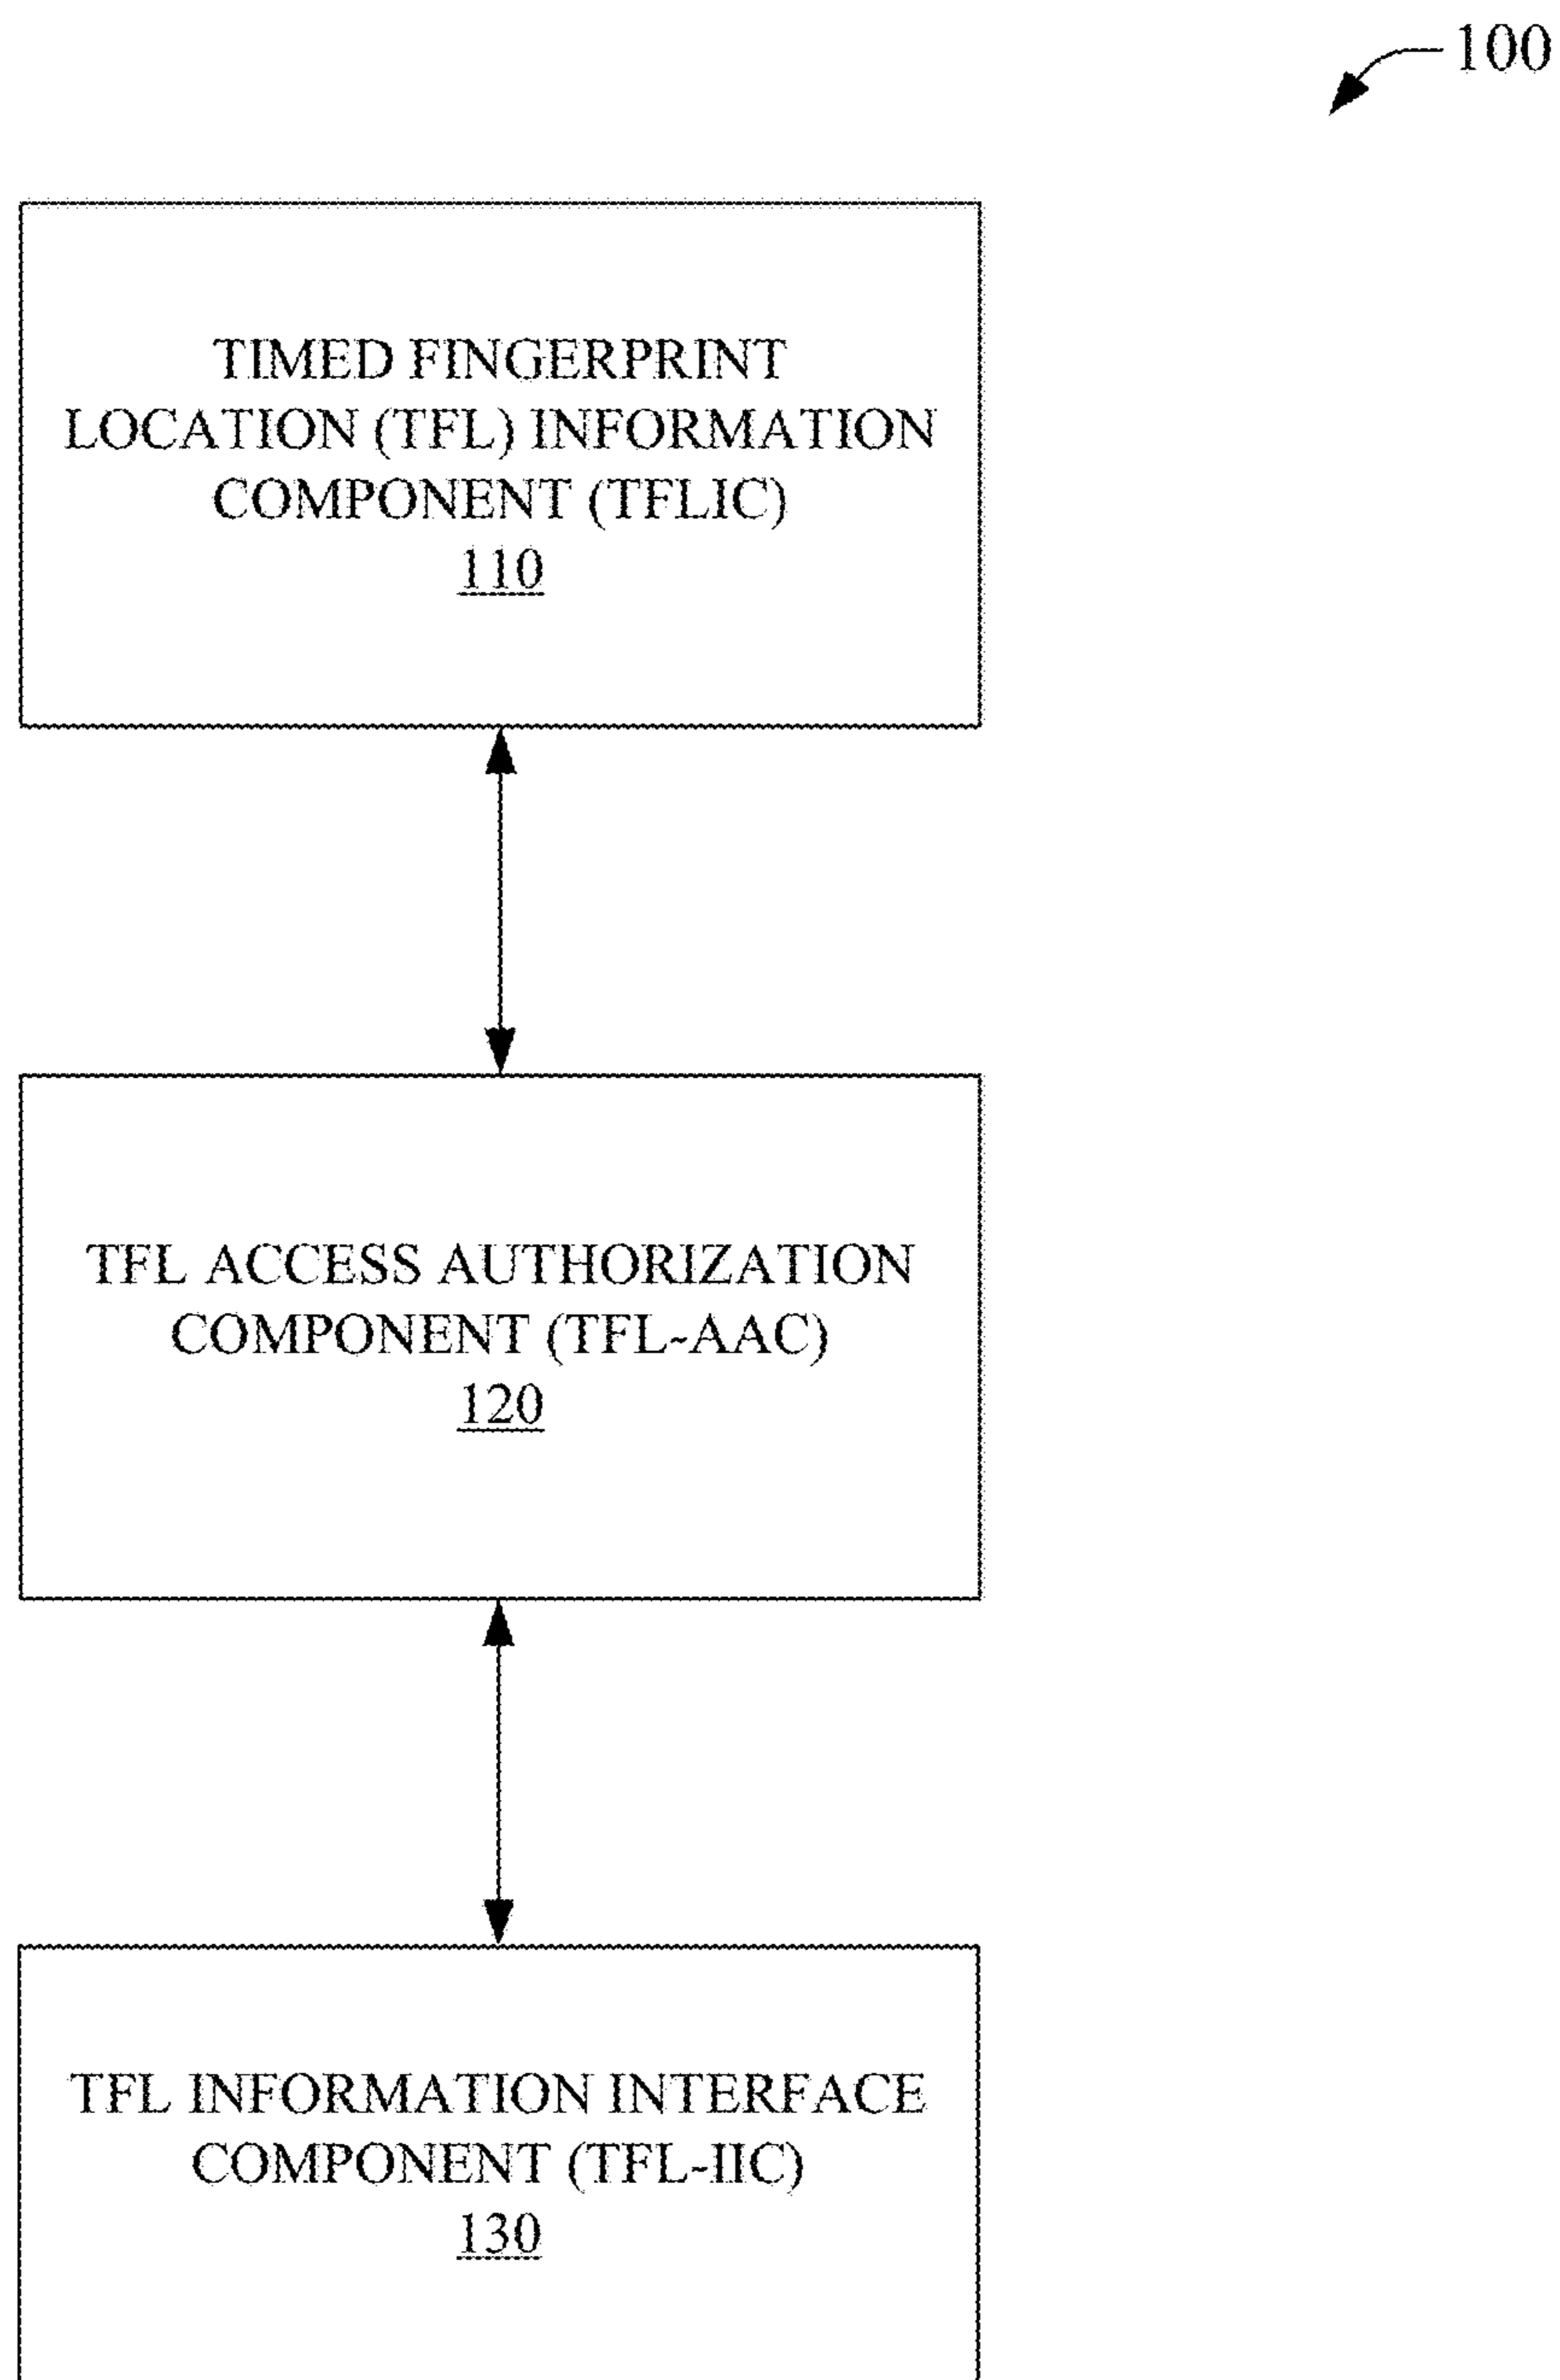 100
TIMED FINGERPRINT
LOCATION (TFL) INFORMATION
COMPONENT (TFLIC)
110
TFL ACCESS AUTHORIZATION
COMPONENT (TFL-AAC)
120
TFL INFORMATION INTERFACE
COMPONENT (TFL-IIC)
130